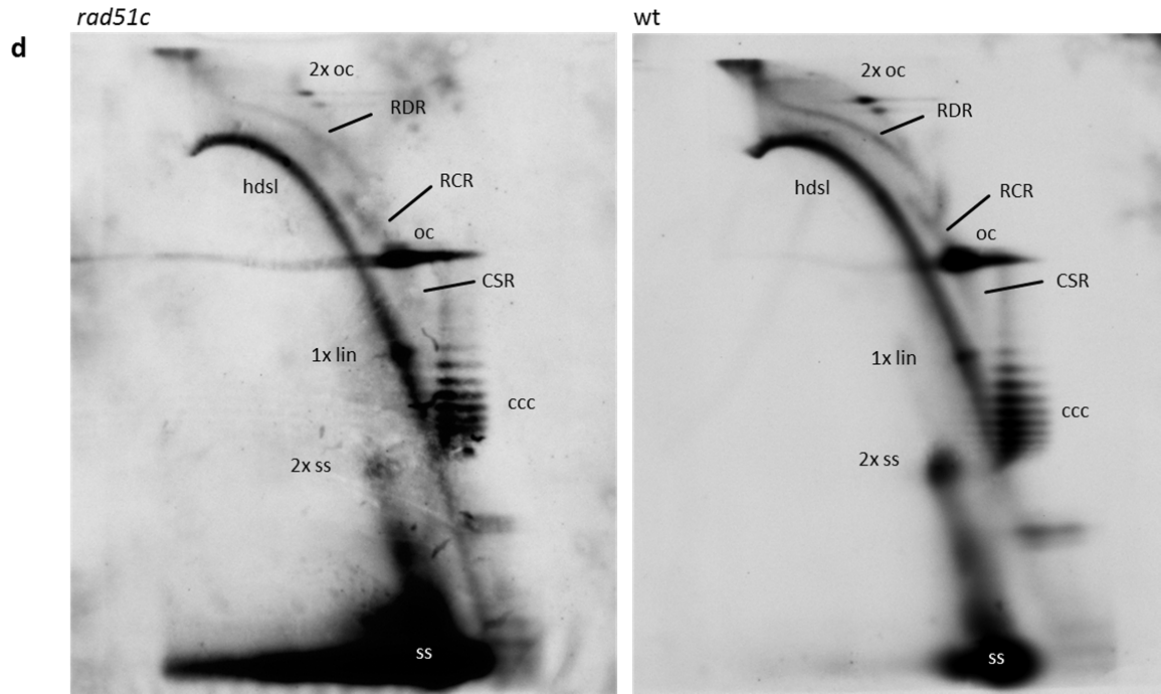 rad51c
wt
d
2x oc
RDR
hdsl
RCR
oc
CSR
1x lin
ccc
2x ss
ss
2x oc
RDR
hdsl
RCR
oc
CSR
1x lin
ccc
2x ss
ss